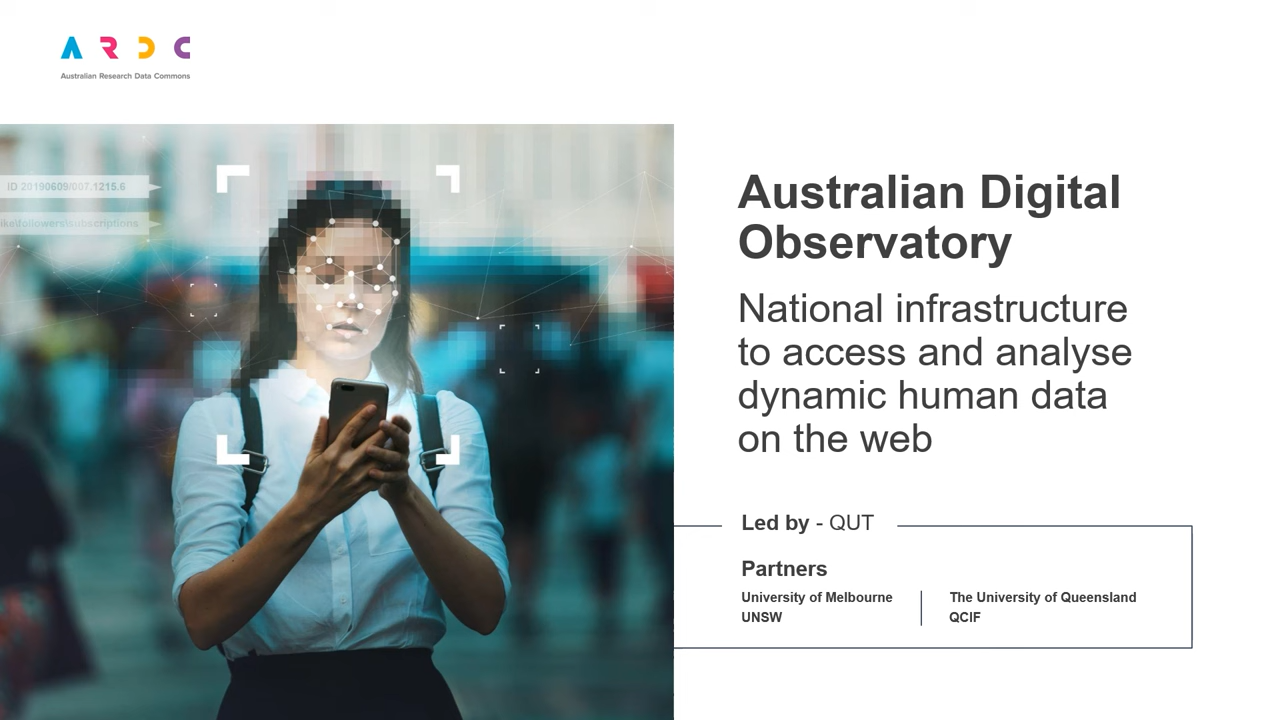 A R D C
Australian Research Data Commons
ID 20190609/007.1215.6
like\followers\subscriptions
Australian Digital
Observatory
National infrastructure
to access and analyse
dynamic human data
on the web
Led by - QUT
Partners
University of Melbourne
UNSW
The University of Queensland
QCIF